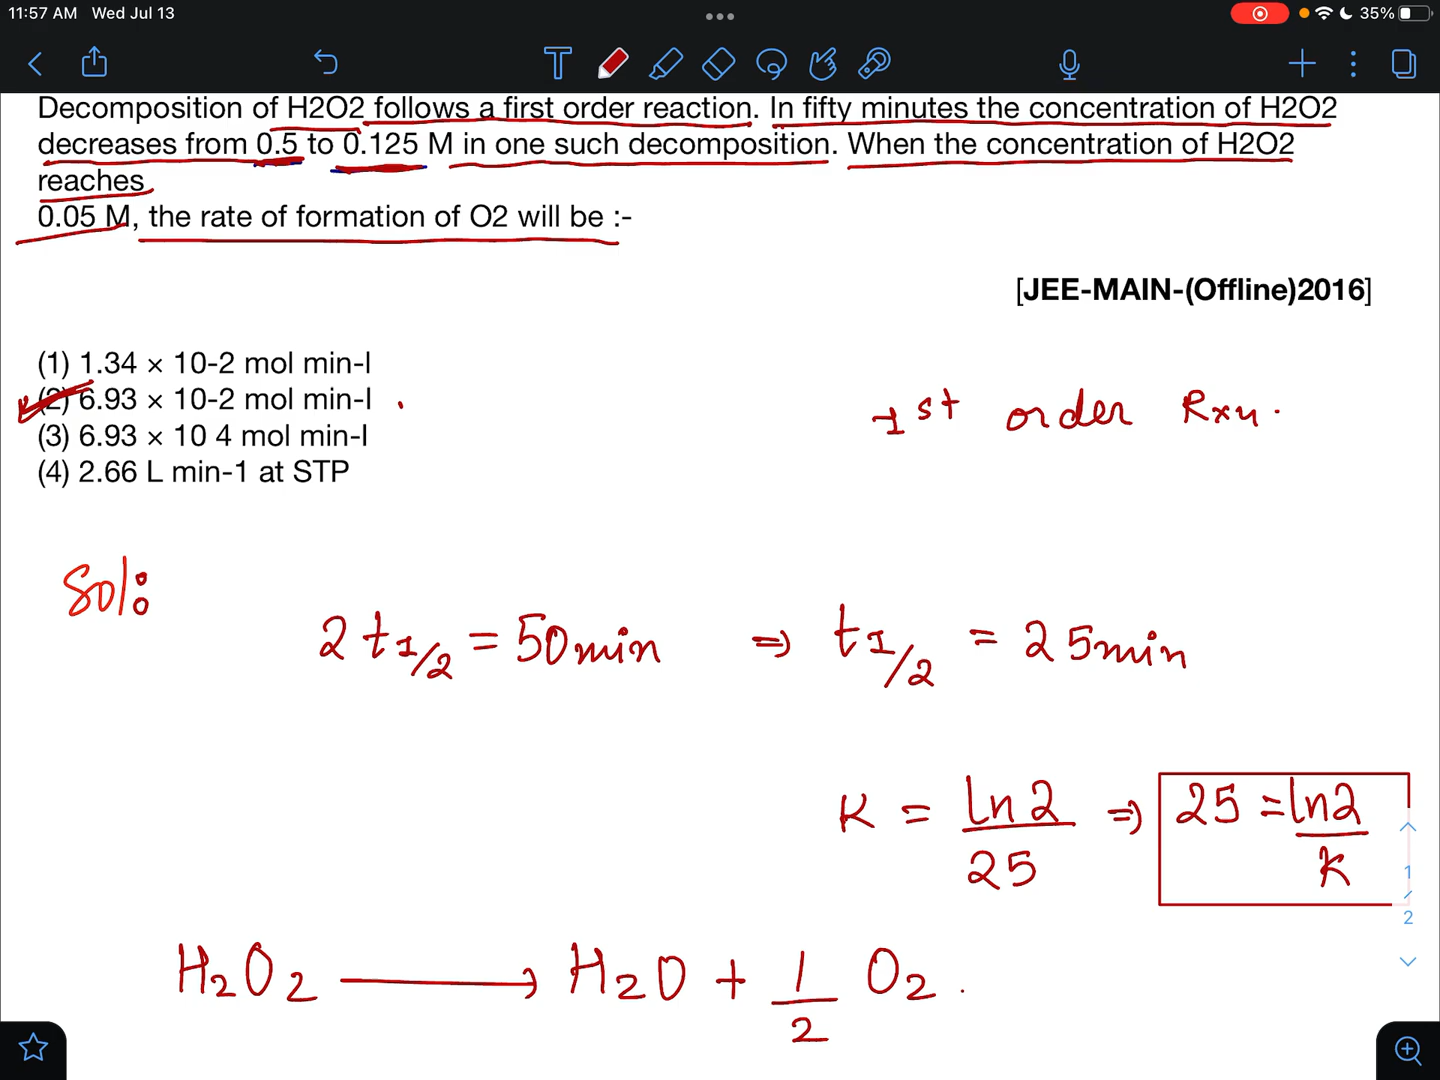 11:57 AM Wed Jul 13
35%
Decomposition of H2O2 follows a first order reaction. In fifty minutes the concentration of H2O2
decreases from 0.5 to 0.125 M in one such decomposition. When the concentration of H2O2
reaches
0.05 M, the rate of formation of O2 will be :-
[JEE-MAIN-(Offline)2016]
(1) 1.34 × 10-2 mol min-l
(2) 6.93 × 10-2 mol min-l
(3) 6.93 × 10 4 mol min-l
(4) 2.66 L min-1 at STP
1st order Rxn.
Sol:
2 t1/2 = 50min ⇒ t1/2 = 25min
K = ln2/25 ⇒ 25 = ln2/K
1
/
2
H2O2 → H2O + 1/2 O2.